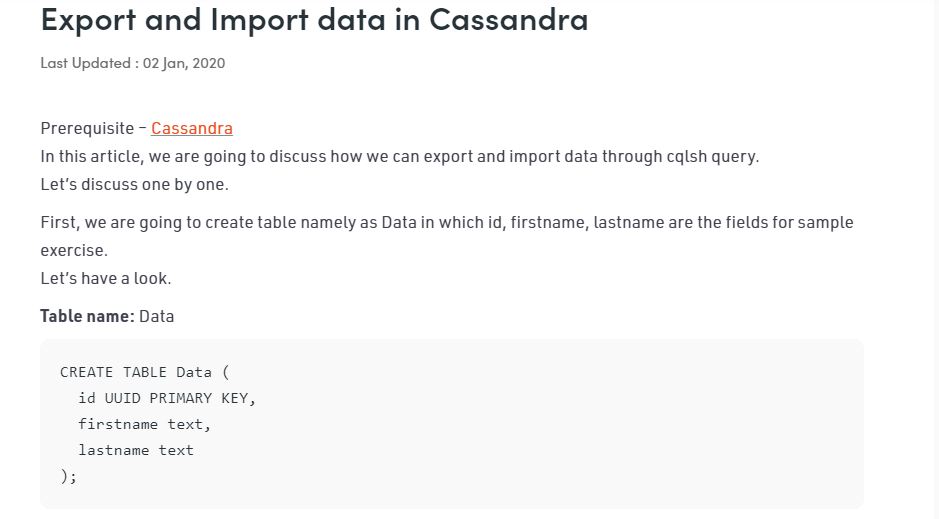 Export and Import data in Cassandra
Last Updated : 02 Jan, 2020
Prerequisite – Cassandra
In this article, we are going to discuss how we can export and import data through cqlsh query.
Let’s discuss one by one.
First, we are going to create table namely as Data in which id, firstname, lastname are the fields for sample
exercise.
Let’s have a look.
Table name: Data
CREATE TABLE Data (
  id UUID PRIMARY KEY,
  firstname text,
  lastname text
);